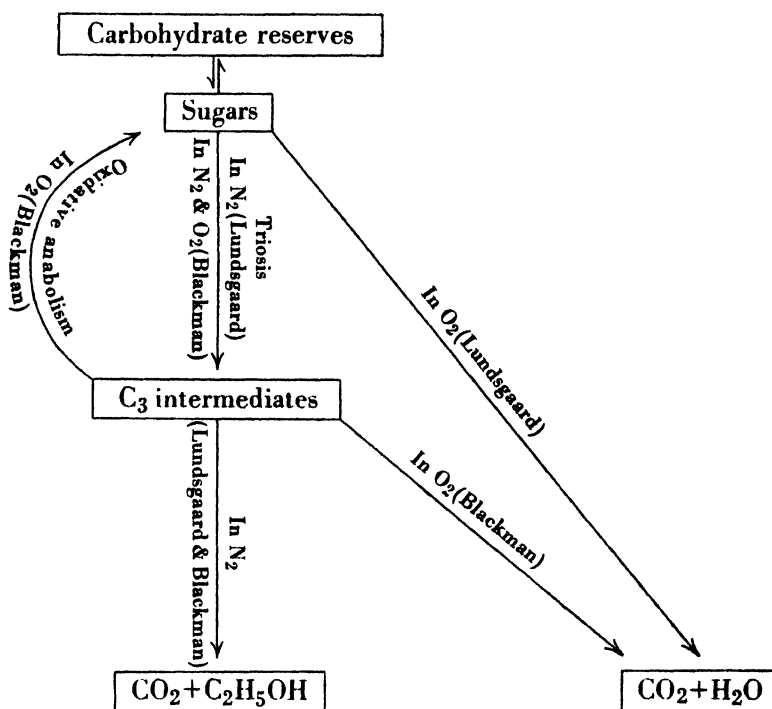 Carbohydrate reserves
Sugars
Oxidative anabolism
In O₂(Blackman)
Triosis
In N₂(Lundsgaard)
In N₂ & O₂(Blackman)
In O₂(Lundsgaard)
C₃ intermediates
In O₂(Blackman)
In N₂
(Lundsgaard & Blackman)
CO₂+C₂H₅OH
CO₂+H₂O